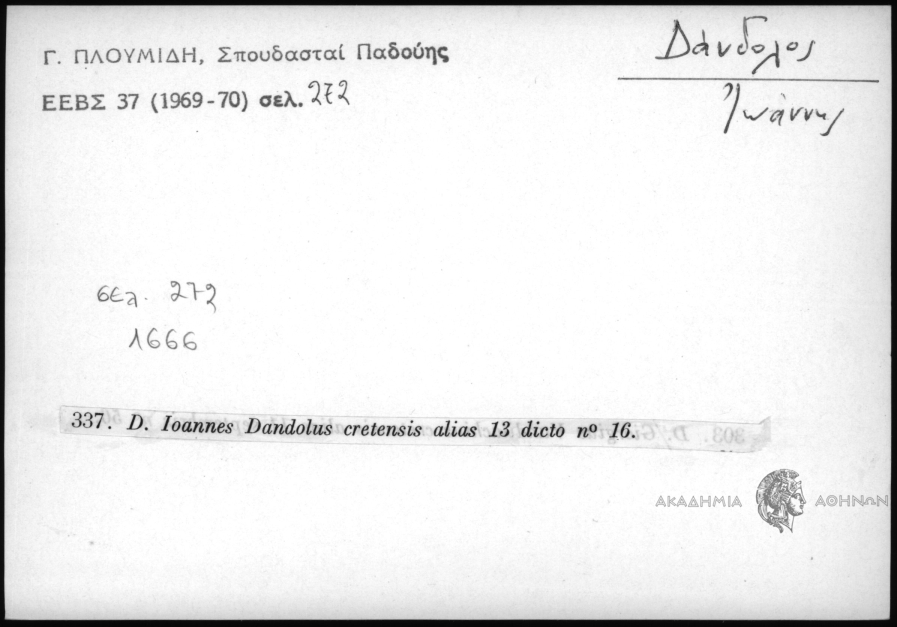 Γ. ΠΛΟΥΜΙΔΗ, Σπουδασταί Παδούης
ΕΕΒΣ 37 (1969-70) σελ. 272
Δάνδολος
Ἰωάννης
σελ. 272
1666
337. D. Ioannes Dandolus cretensis alias 13 dicto nº 16.
ΑΚΑΔΗΜΙΑ ΑΘΗΝΩΝ